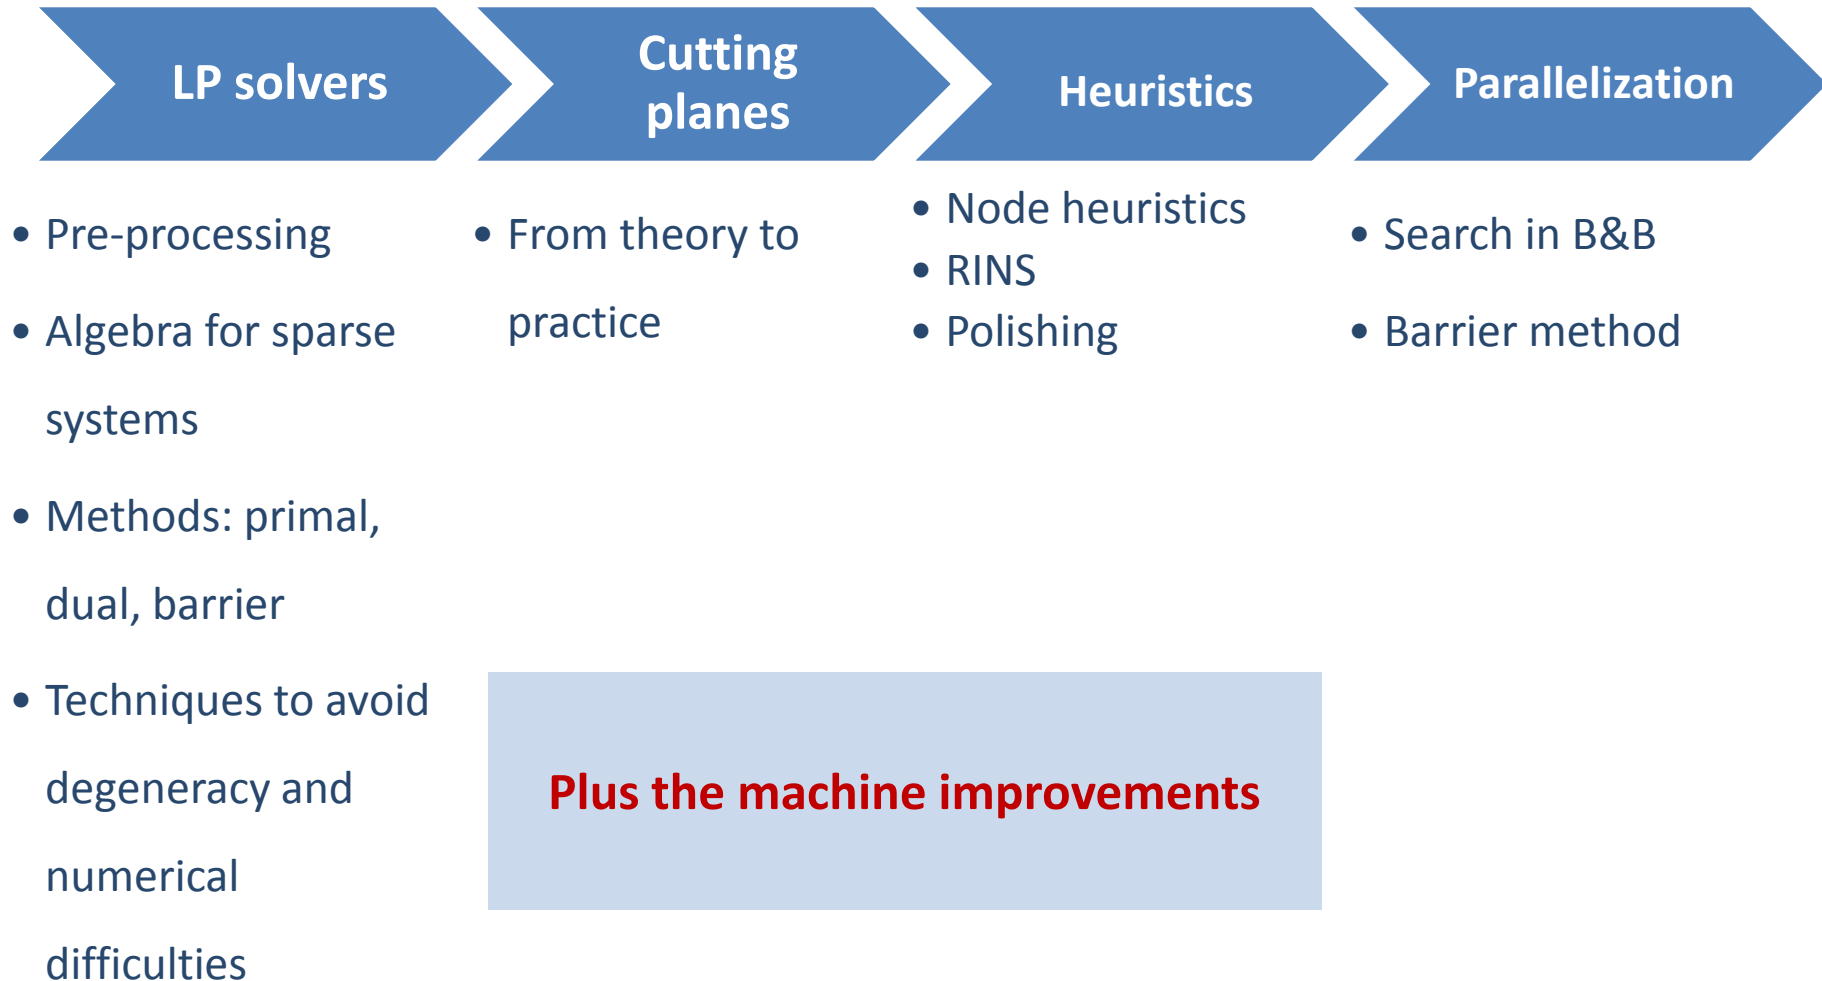 LP solvers
• Pre-processing
• Algebra for sparse
systems
• Methods: primal,
dual, barrier
• Techniques to avoid
degeneracy and
numerical
difficulties
Cutting
planes
• From theory to
practice
Heuristics
• Node heuristics
• RINS
• Polishing
Parallelization
• Search in B&B
• Barrier method
Plus the machine improvements